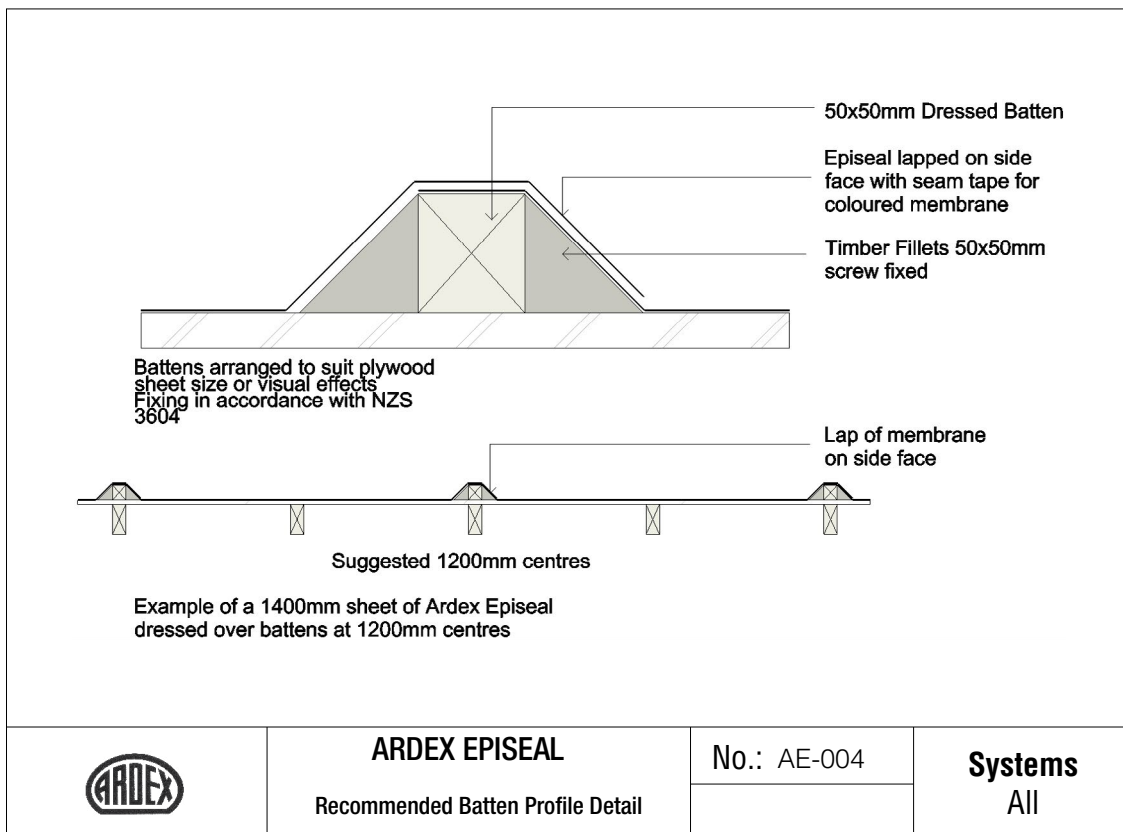 50x50mm Dressed Batten
Episeal lapped on side
face with seam tape for
coloured membrane
Timber Fillets 50x50mm
screw fixed
Battens arranged to suit plywood
sheet size or visual effects
Fixing in accordance with NZS
3604
Lap of membrane
on side face
Suggested 1200mm centres
Example of a 1400mm sheet of Ardex Episeal
dressed over battens at 1200mm centres
ARDEX
ARDEX EPISEAL
Recommended Batten Profile Detail
No.: AE-004
Systems
All